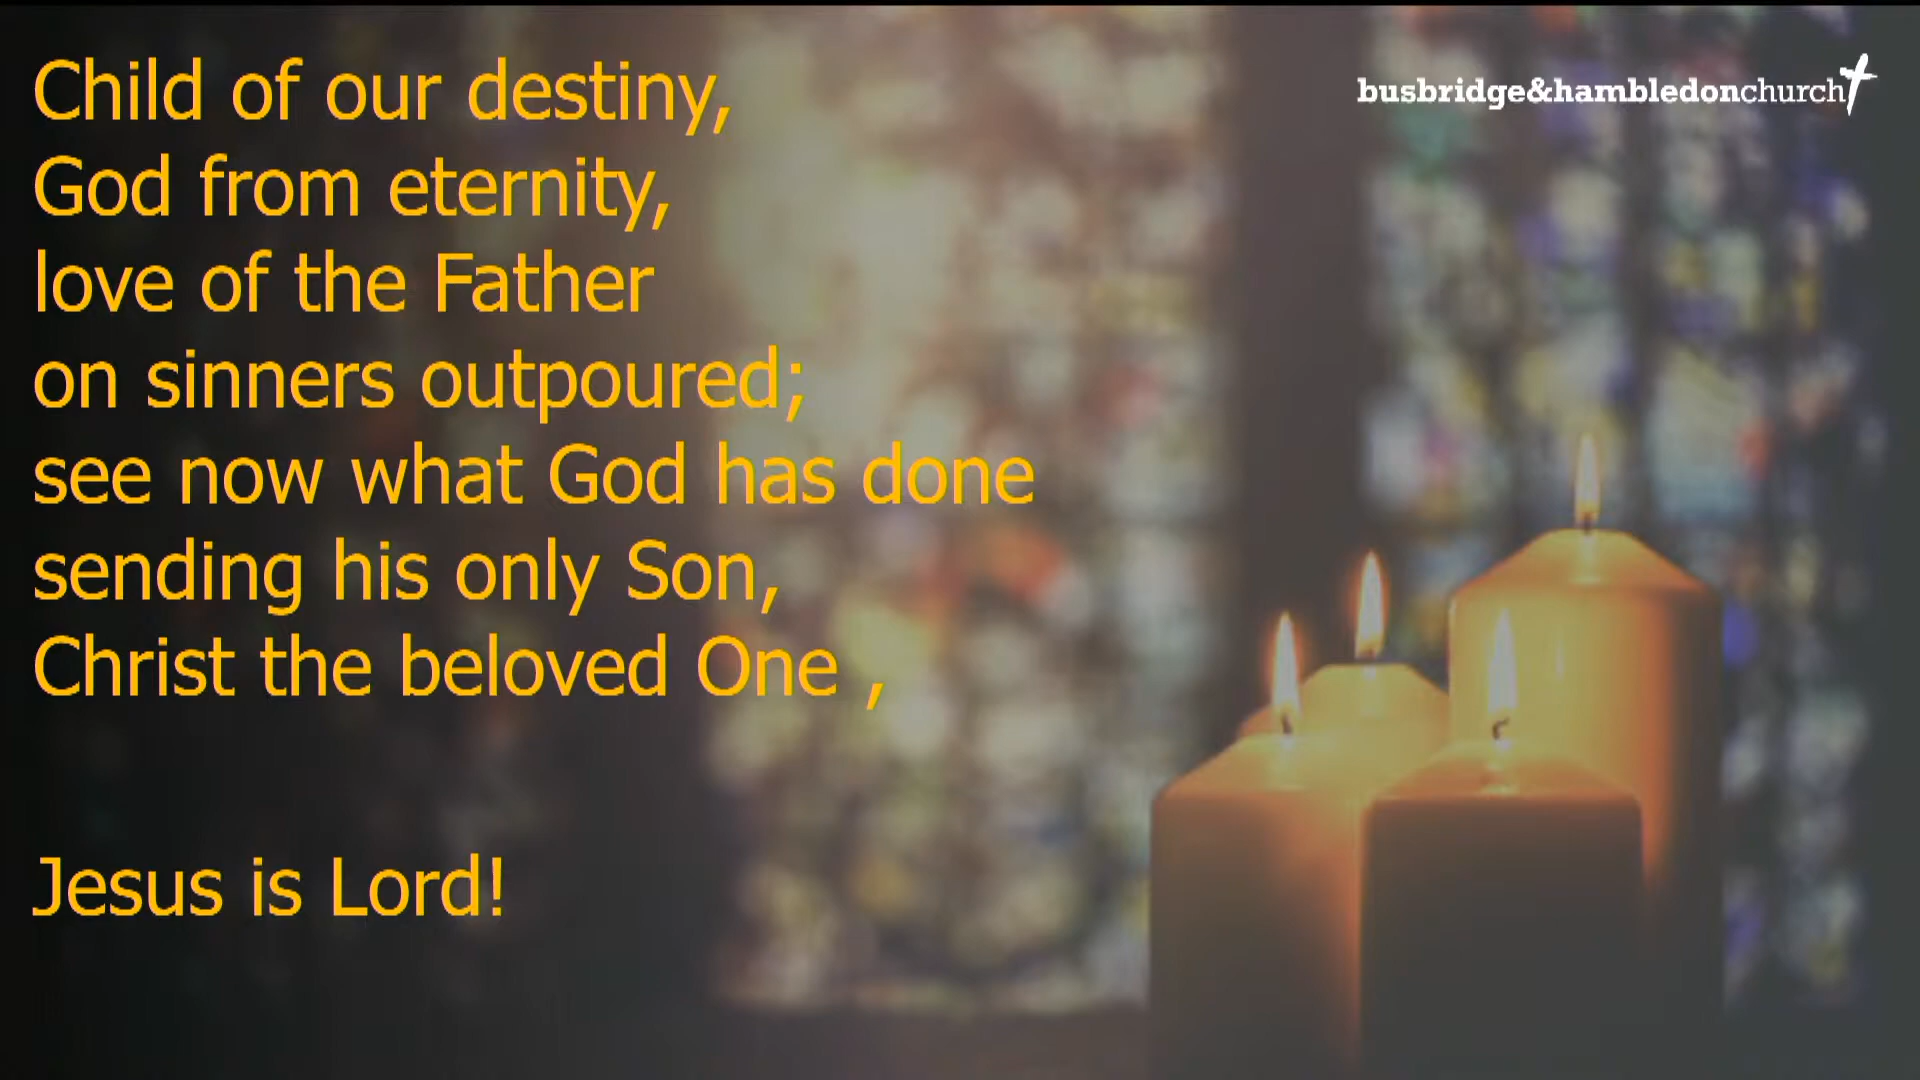 busbridge&hambledonchurch
Child of our destiny,
God from eternity,
love of the Father
on sinners outpoured;
see now what God has done
sending his only Son,
Christ the beloved One ,
Jesus is Lord!